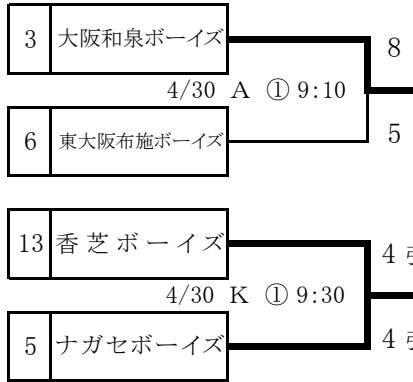 3 大阪和泉ボーイズ 8
4/30 A ① 9:10
6 東大阪布施ボーイズ 5
13 香芝ボーイズ 4
4/30 K ① 9:30
5 ナガセボーイズ 4